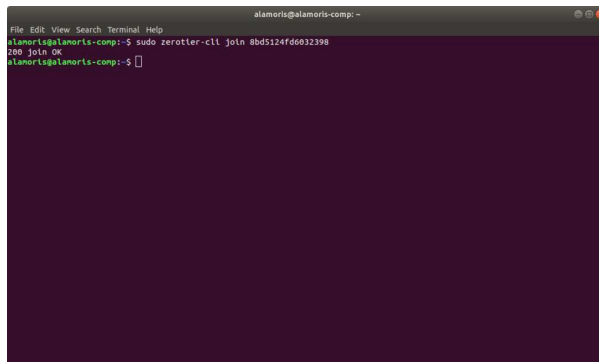 alamoris@alamoris-comp: ~
File Edit View Search Terminal Help
alamoris@alamoris-comp:~$ sudo zerotier-cli join 8bd5124fd6032398
200 join OK
alamoris@alamoris-comp:~$